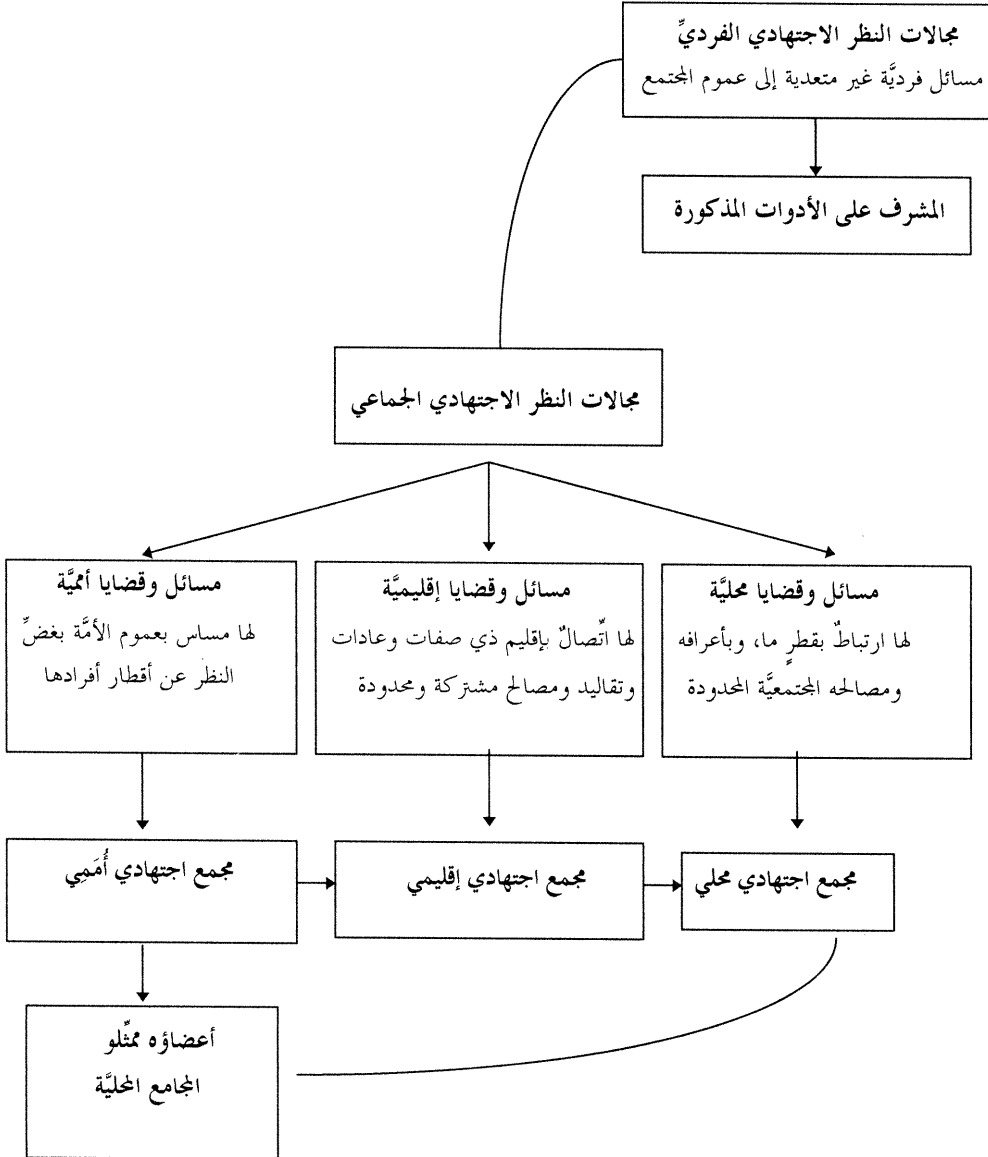 مجالات النظر الاجتهادي الفرديِّ
مسائل فرديَّة غير متعدية إلى عموم المجتمع
المشرف على الأدوات المذكورة
مجالات النظر الاجتهادي الجماعي
مسائل وقضايا محليَّة
لها ارتباطٌ بقطرٍ ما، وبأعرافه
ومصالحه المجتمعيَّة المحدودة
مسائل وقضايا إقليميَّة
لها اتِّصالٌ بإقليم ذي صفات وعادات
وتقاليد ومصالح مشتركة ومحدودة
مسائل وقضايا أمميَّة
لها مساس بعموم الأمَّة بغضِّ
النظر عن أقطار أفرادها
مجمع اجتهادي محلي
مجمع اجتهادي إقليمي
مجمع اجتهادي أُمَمِي
أعضاؤه ممثِّلو
المجامع المحليَّة